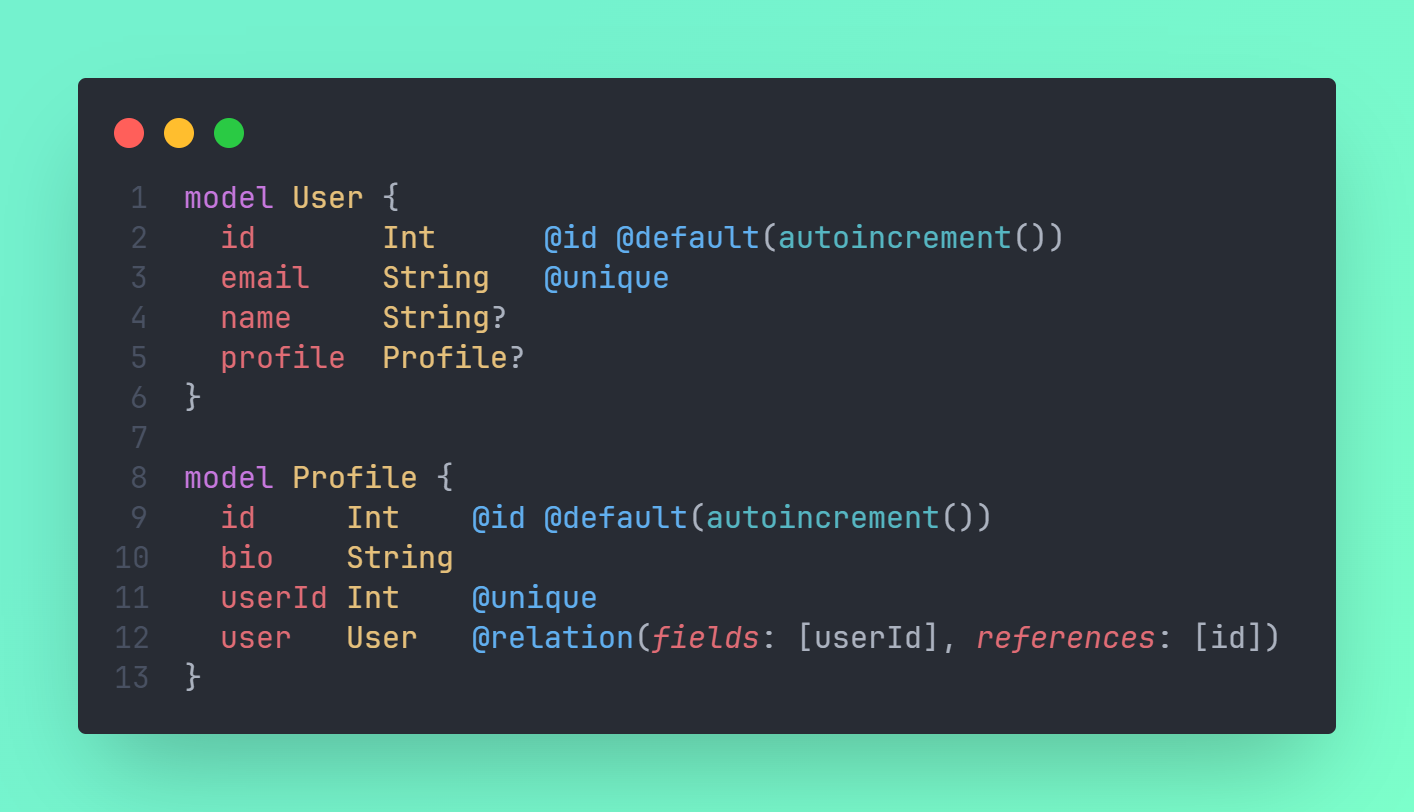 1 model User {
2   id       Int      @id @default(autoincrement())
3   email    String   @unique
4   name     String?
5   profile  Profile?
6 }
7
8 model Profile {
9   id     Int    @id @default(autoincrement())
10   bio    String
11   userId Int    @unique
12   user   User   @relation(fields: [userId], references: [id])
13 }